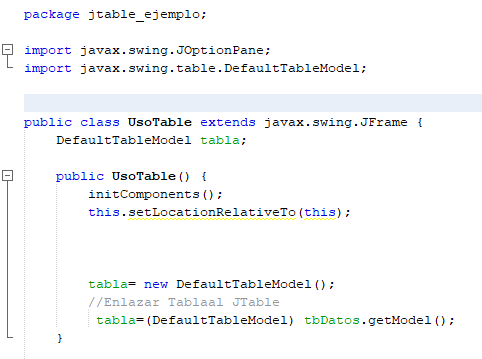 package jtable_ejemplo;
import javax.swing.JOptionPane;
import javax.swing.table.DefaultTableModel;
public class UsoTable extends javax.swing.JFrame {
DefaultTableModel tabla;
public UsoTable() {
initComponents();
this.setLocationRelativeTo(this);
tabla= new DefaultTableModel();
//Enlazar Tablaal JTable
tabla=(DefaultTableModel) tbDatos.getModel();
}